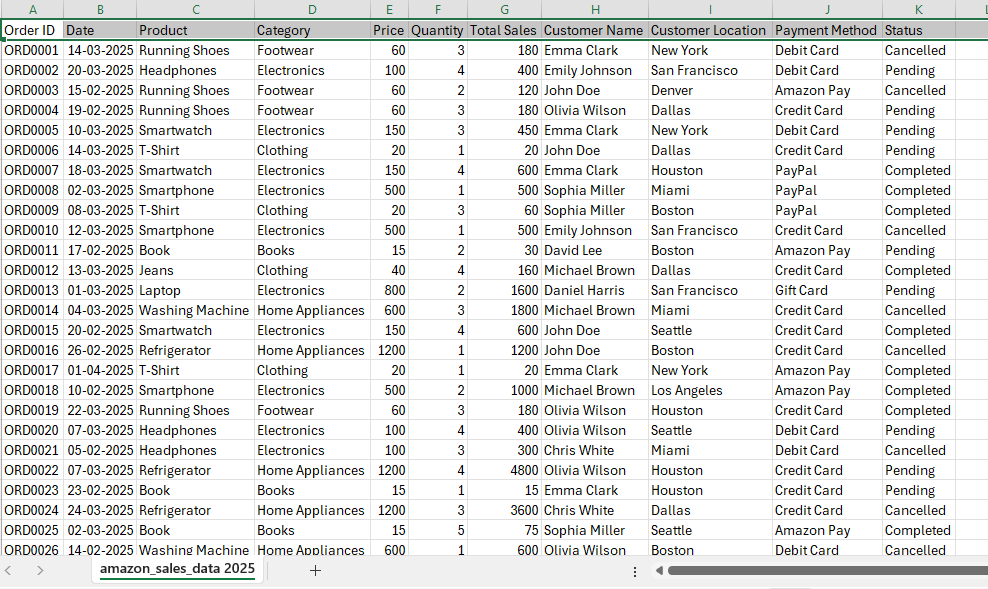 A B C D E F G H I J K L
Order ID Date Product Category Price Quantity Total Sales Customer Name Customer Location Payment Method Status
ORD0001 14-03-2025 Running Shoes Footwear 60 3 180 Emma Clark New York Debit Card Cancelled
ORD0002 20-03-2025 Headphones Electronics 100 4 400 Emily Johnson San Francisco Debit Card Pending
ORD0003 15-02-2025 Running Shoes Footwear 60 2 120 John Doe Denver Amazon Pay Cancelled
ORD0004 19-02-2025 Running Shoes Footwear 60 3 180 Olivia Wilson Dallas Credit Card Pending
ORD0005 10-03-2025 Smartwatch Electronics 150 3 450 Emma Clark New York Debit Card Pending
ORD0006 14-03-2025 T-Shirt Clothing 20 1 20 John Doe Dallas Credit Card Pending
ORD0007 18-03-2025 Smartwatch Electronics 150 4 600 Emma Clark Houston PayPal Completed
ORD0008 02-03-2025 Smartphone Electronics 500 1 500 Sophia Miller Miami PayPal Completed
ORD0009 08-03-2025 T-Shirt Clothing 20 3 60 Sophia Miller Boston PayPal Completed
ORD0010 12-03-2025 Smartphone Electronics 500 1 500 Emily Johnson San Francisco Credit Card Cancelled
ORD0011 17-02-2025 Book Books 15 2 30 David Lee Boston Amazon Pay Pending
ORD0012 13-03-2025 Jeans Clothing 40 4 160 Michael Brown Dallas Credit Card Completed
ORD0013 01-03-2025 Laptop Electronics 800 2 1600 Daniel Harris San Francisco Gift Card Pending
ORD0014 04-03-2025 Washing Machine Home Appliances 600 3 1800 Michael Brown Miami Credit Card Cancelled
ORD0015 20-02-2025 Smartwatch Electronics 150 4 600 John Doe Seattle Credit Card Completed
ORD0016 26-02-2025 Refrigerator Home Appliances 1200 1 1200 John Doe Boston Credit Card Cancelled
ORD0017 01-04-2025 T-Shirt Clothing 20 1 20 Emma Clark New York Amazon Pay Completed
ORD0018 10-02-2025 Smartphone Electronics 500 2 1000 Michael Brown Los Angeles Amazon Pay Completed
ORD0019 22-03-2025 Running Shoes Footwear 60 3 180 Olivia Wilson Houston Credit Card Completed
ORD0020 07-03-2025 Headphones Electronics 100 4 400 Olivia Wilson Seattle Debit Card Pending
ORD0021 05-02-2025 Headphones Electronics 100 3 300 Chris White Miami Debit Card Cancelled
ORD0022 07-03-2025 Refrigerator Home Appliances 1200 4 4800 Olivia Wilson Houston Credit Card Pending
ORD0023 23-02-2025 Book Books 15 1 15 Emma Clark Houston Credit Card Pending
ORD0024 24-03-2025 Refrigerator Home Appliances 1200 3 3600 Chris White Dallas Credit Card Cancelled
ORD0025 02-03-2025 Book Books 15 5 75 Sophia Miller Seattle Amazon Pay Completed
ORD0026 14-02-2025 Washing Machine Home Appliances 600 1 600 Olivia Wilson Boston Debit Card Cancelled
amazon_sales_data 2025